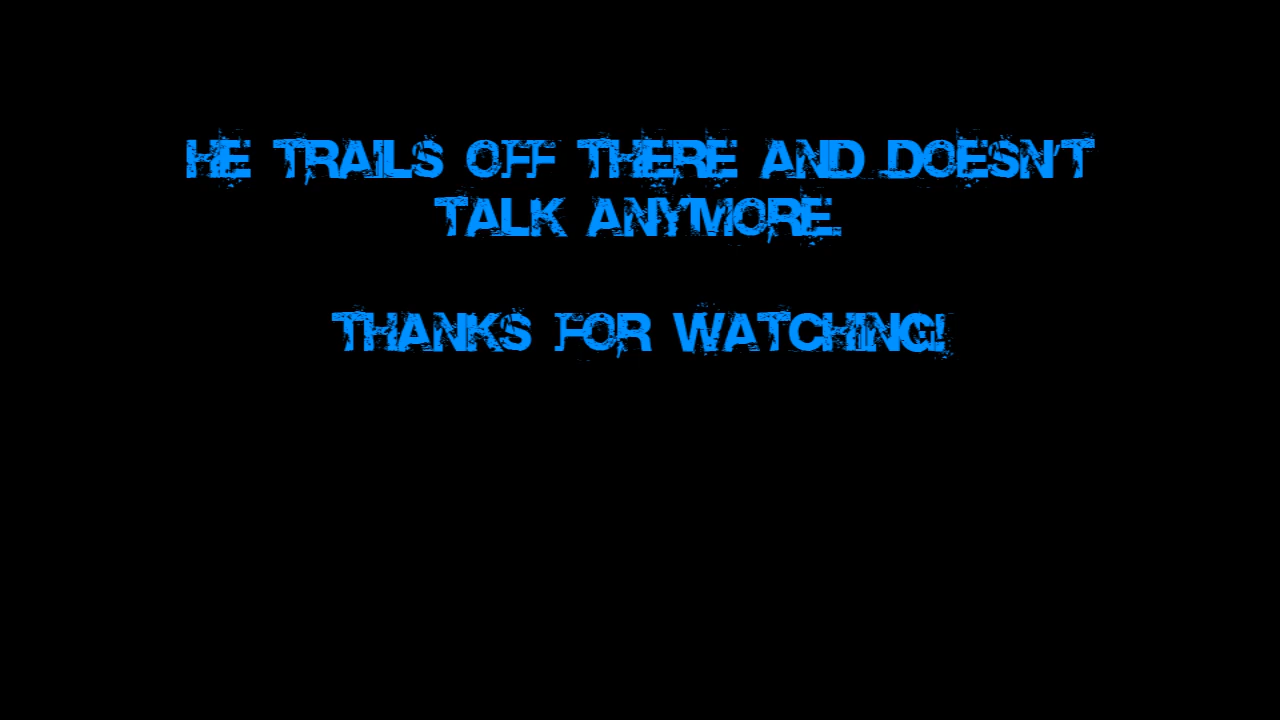 HE TRAILS OFF THERE AND DOESN'T
TALK ANYMORE.
THANKS FOR WATCHING!